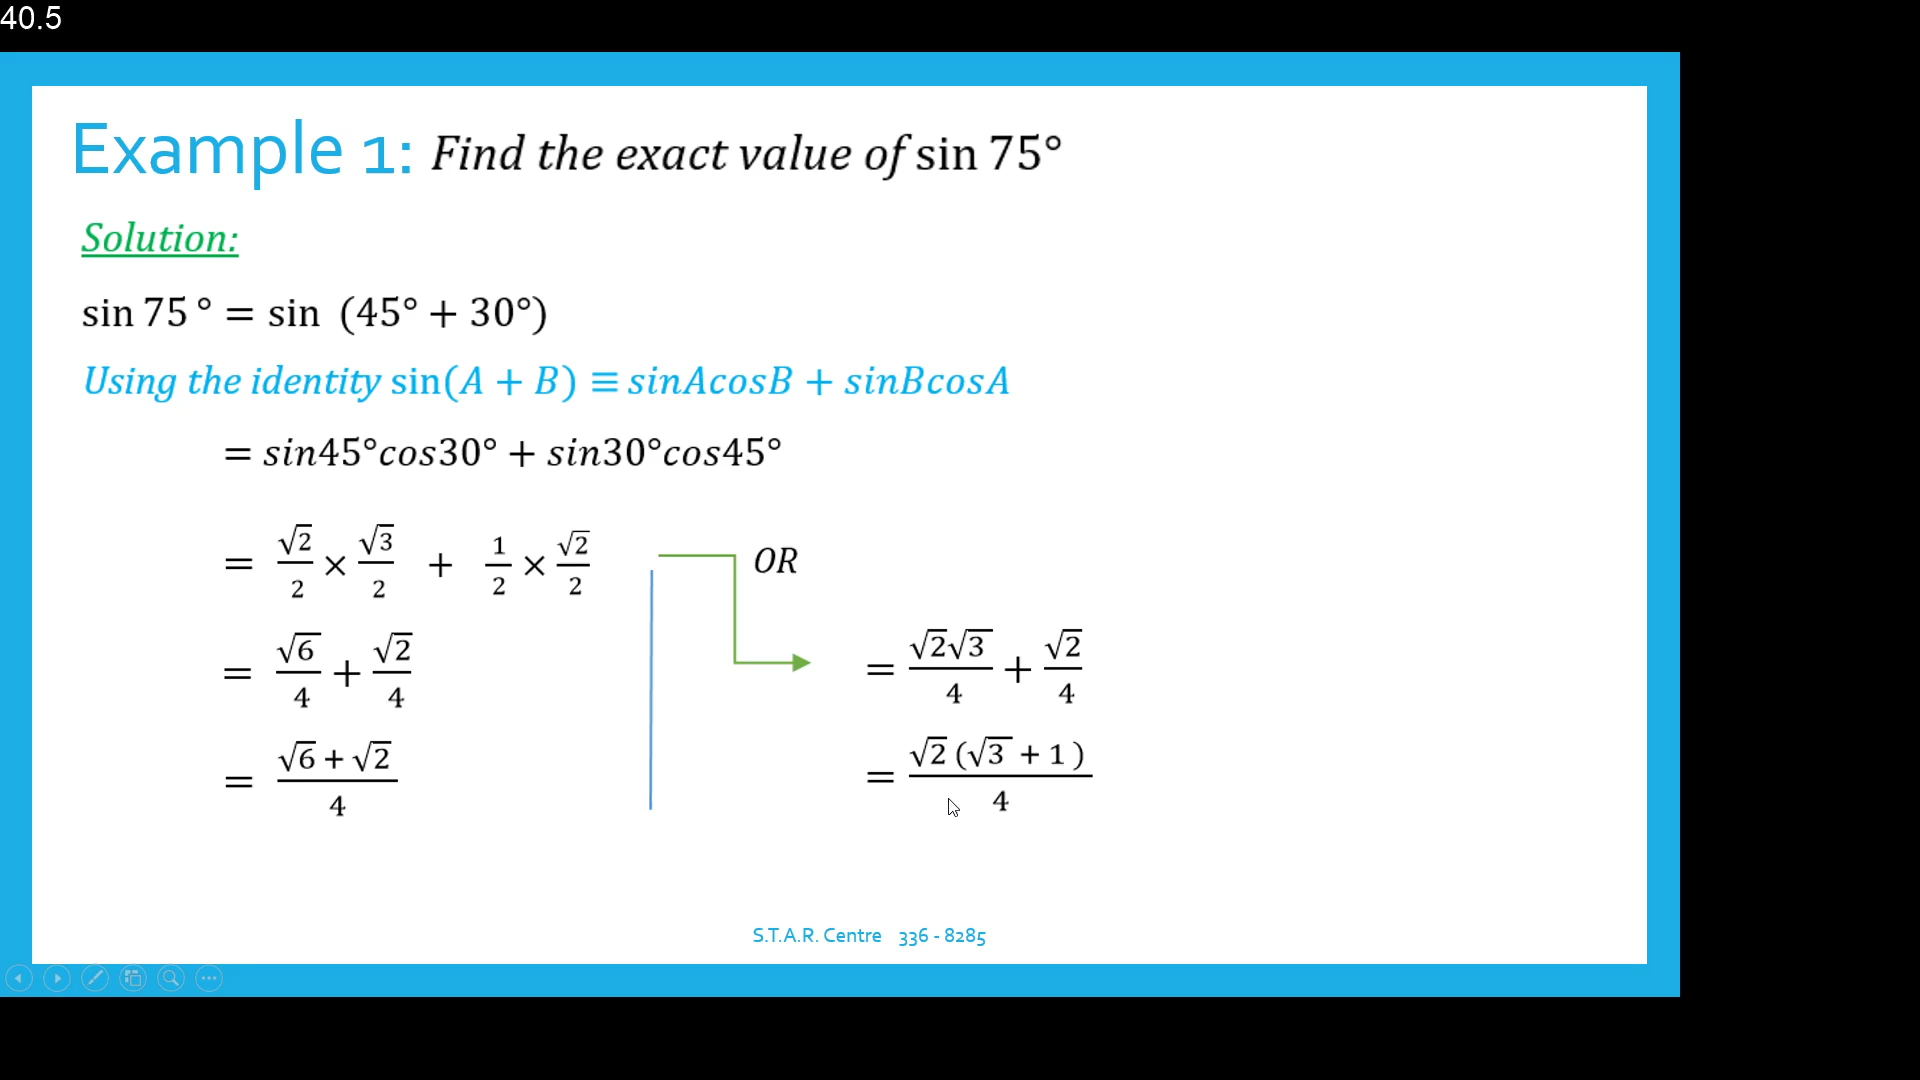 40.5
Example 1: Find the exact value of sin 75°
Solution:
sin 75 ° = sin (45° + 30°)
Using the identity sin(A + B) ≡ sinAcosB + sinBcosA
= sin45°cos30° + sin30°cos45°
= √2/2 × √3/2 + 1/2 × √2/2
OR
= √6/4 + √2/4
= √2√3/4 + √2/4
= (√6 + √2)/4
= √2 (√3 + 1 )/4
S.T.A.R. Centre 336 - 8285